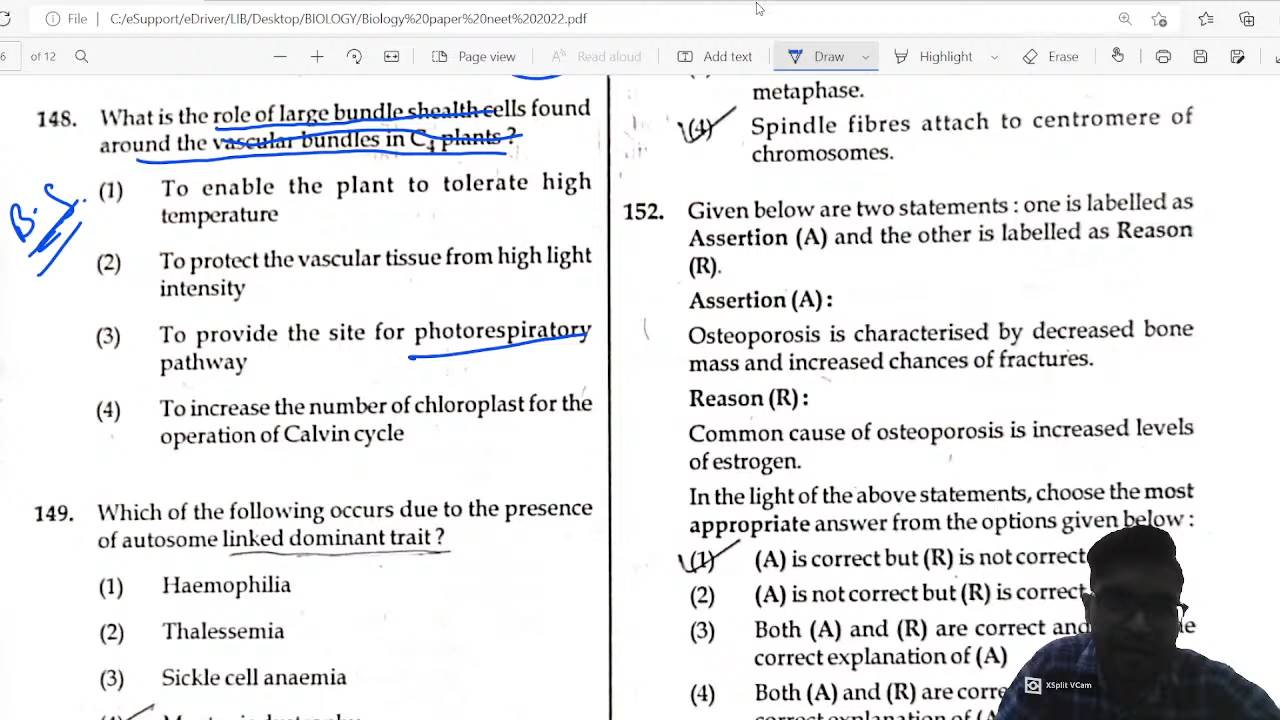 File
C:/eSupport/eDriver/LIB/Desktop/BIOLOGY/Biology%20paper%20neet%202022.pdf
6 of 12
Page view
Read aloud
Add text
Draw
Highlight
Erase
148. What is the role of large bundle shealth cells found
around the vascular bundles in C4 plants ?
B.S.
(1) To enable the plant to tolerate high
temperature
(2) To protect the vascular tissue from high light
intensity
(3) To provide the site for photorespiratory
pathway
(4) To increase the number of chloroplast for the
operation of Calvin cycle
149. Which of the following occurs due to the presence
of autosome linked dominant trait ?
(1) Haemophilia
(2) Thalessemia
(3) Sickle cell anaemia
metaphase.
(4) Spindle fibres attach to centromere of
chromosomes.
152. Given below are two statements : one is labelled as
Assertion (A) and the other is labelled as Reason
(R).
Assertion (A) :
Osteoporosis is characterised by decreased bone
mass and increased chances of fractures.
Reason (R) :
Common cause of osteoporosis is increased levels
of estrogen.
In the light of the above statements, choose the most
appropriate answer from the options given below :
(1) (A) is correct but (R) is not correct
(2) (A) is not correct but (R) is correct
(3) Both (A) and (R) are correct and
correct explanation of (A)
(4) Both (A) and (R) are
XSplit VCam